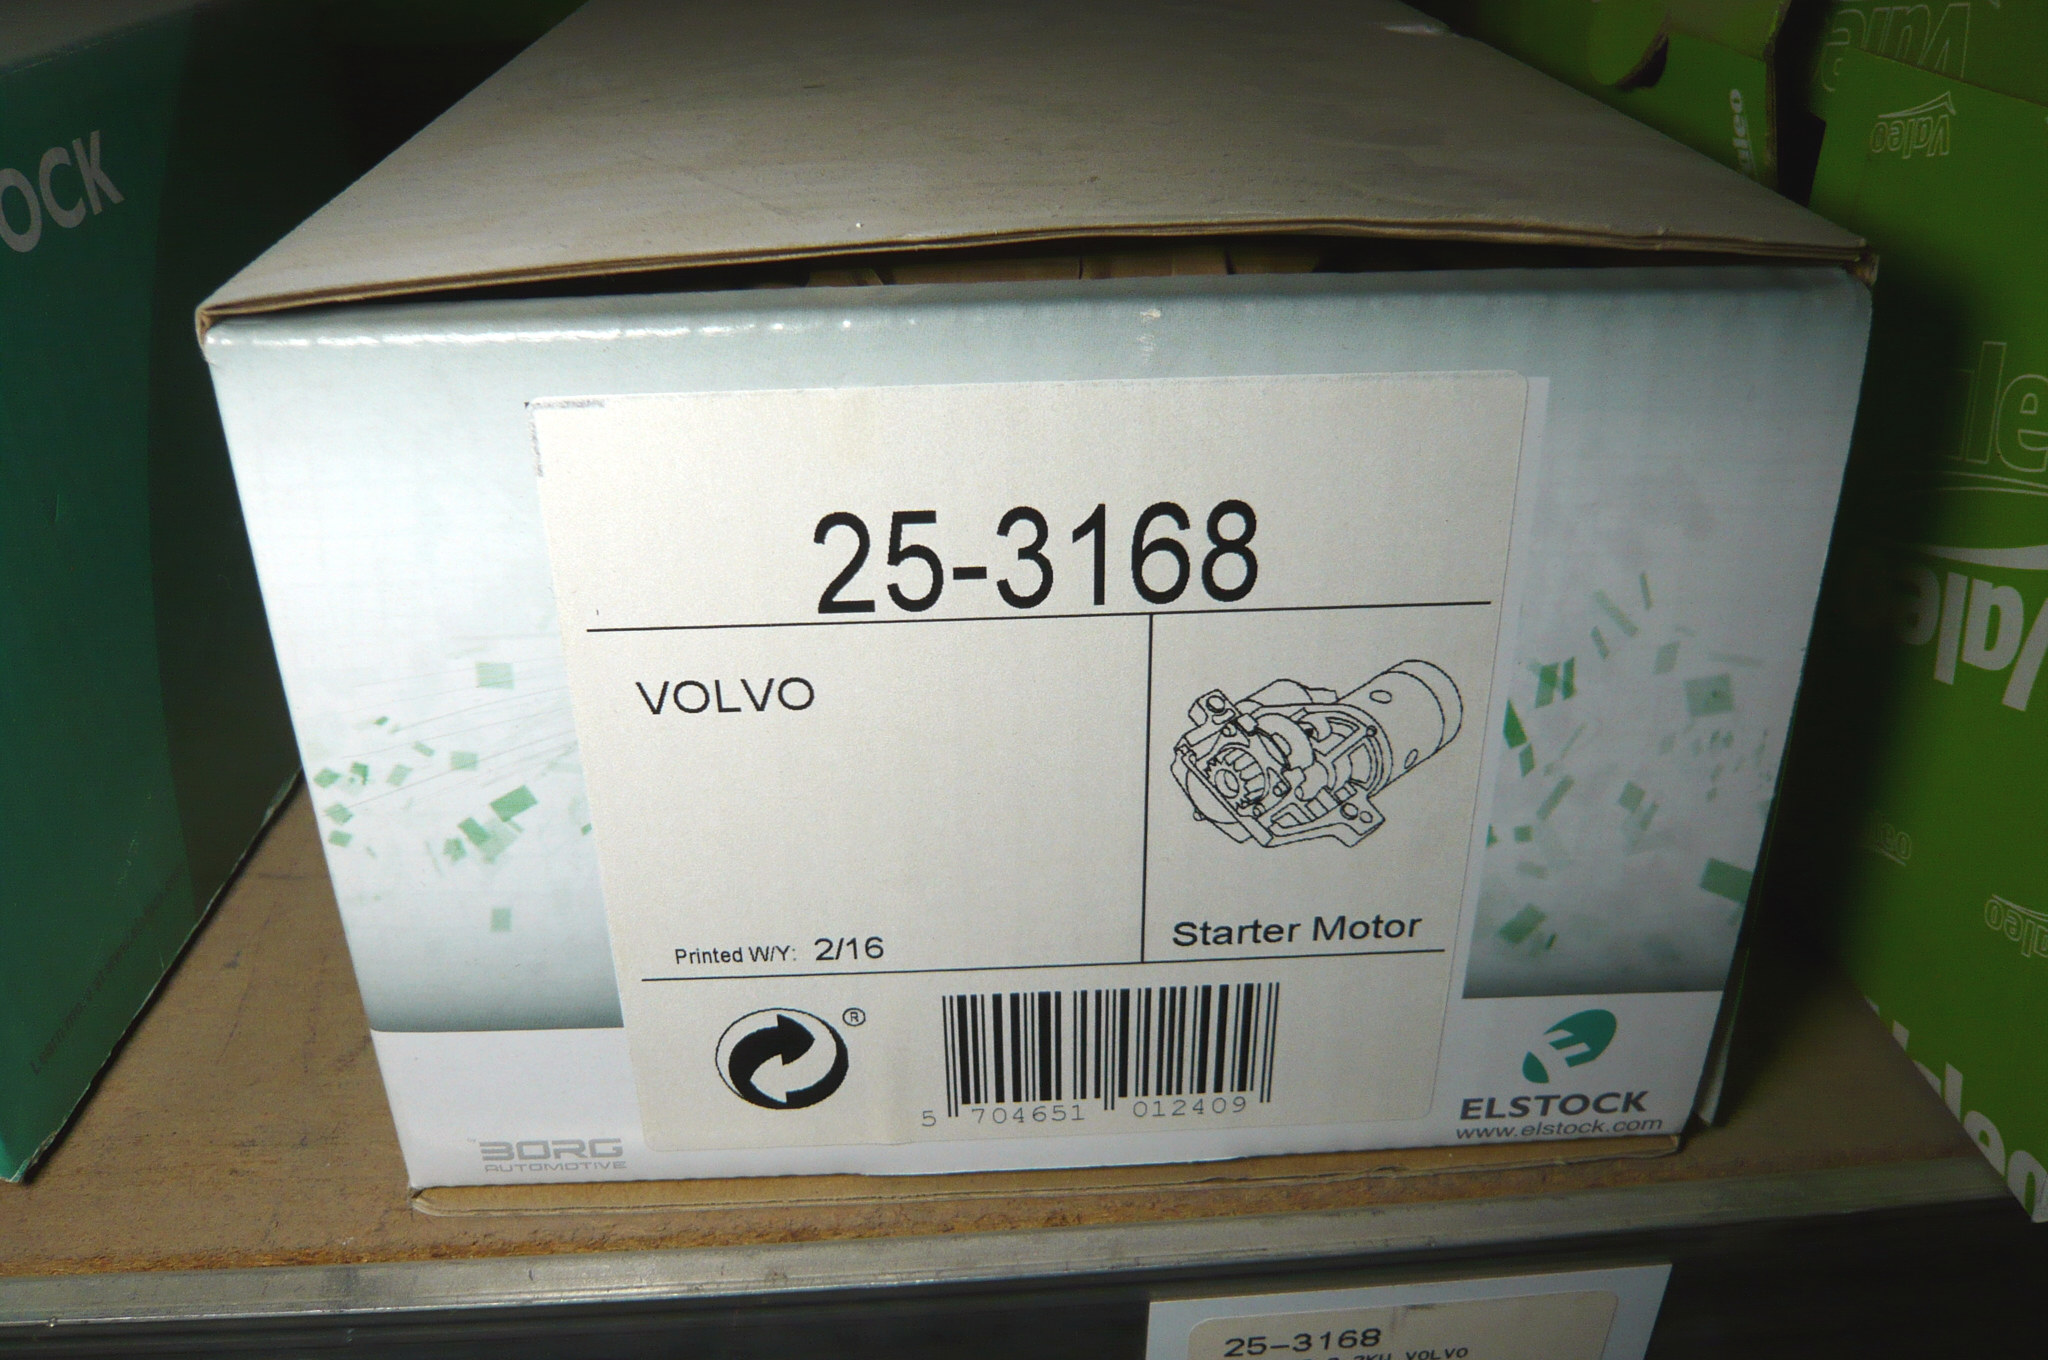 OCK
25-3168
VOLVO
Printed W/Y: 2/16
Starter Motor
®
5 704651 012409
BORG
AUTOMOTIVE
ELSTOCK
www.elstock.com
Valeo
Valeo
Valeo
Valeo
25-3168
VOLVO